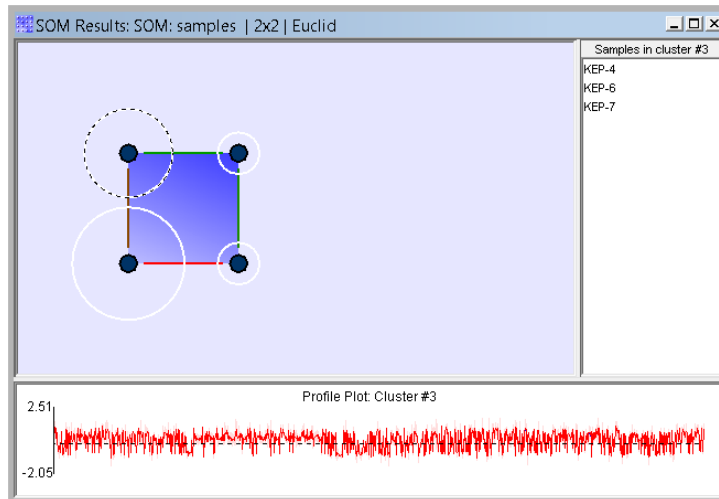 SOM Results: SOM: samples | 2x2 | Euclid
Samples in cluster #3
KEP-4
KEP-6
KEP-7
Profile Plot: Cluster #3
2.51
-2.05